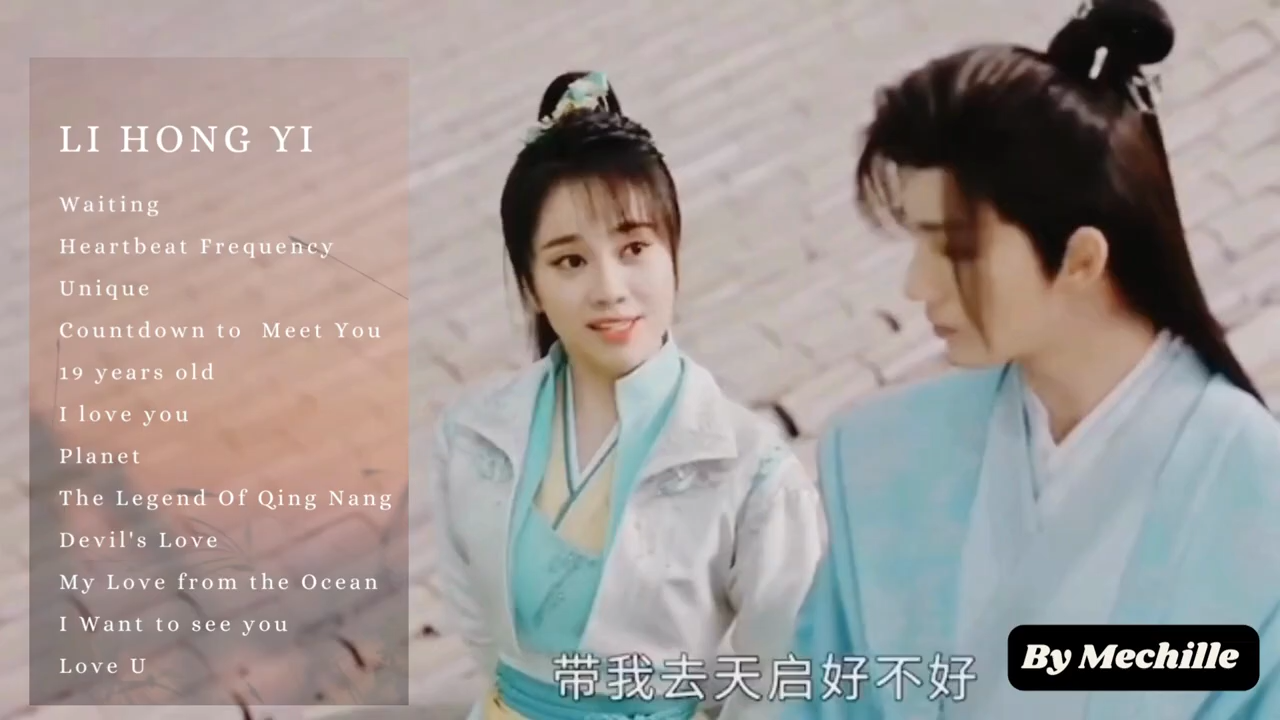 LI HONG YI
Waiting
Heartbeat Frequency
Unique
Countdown to Meet You
19 years old
I love you
Planet
The Legend Of Qing Nang
Devil's Love
My Love from the Ocean
I Want to see you
Love U
带我去天启好不好
By Mechille